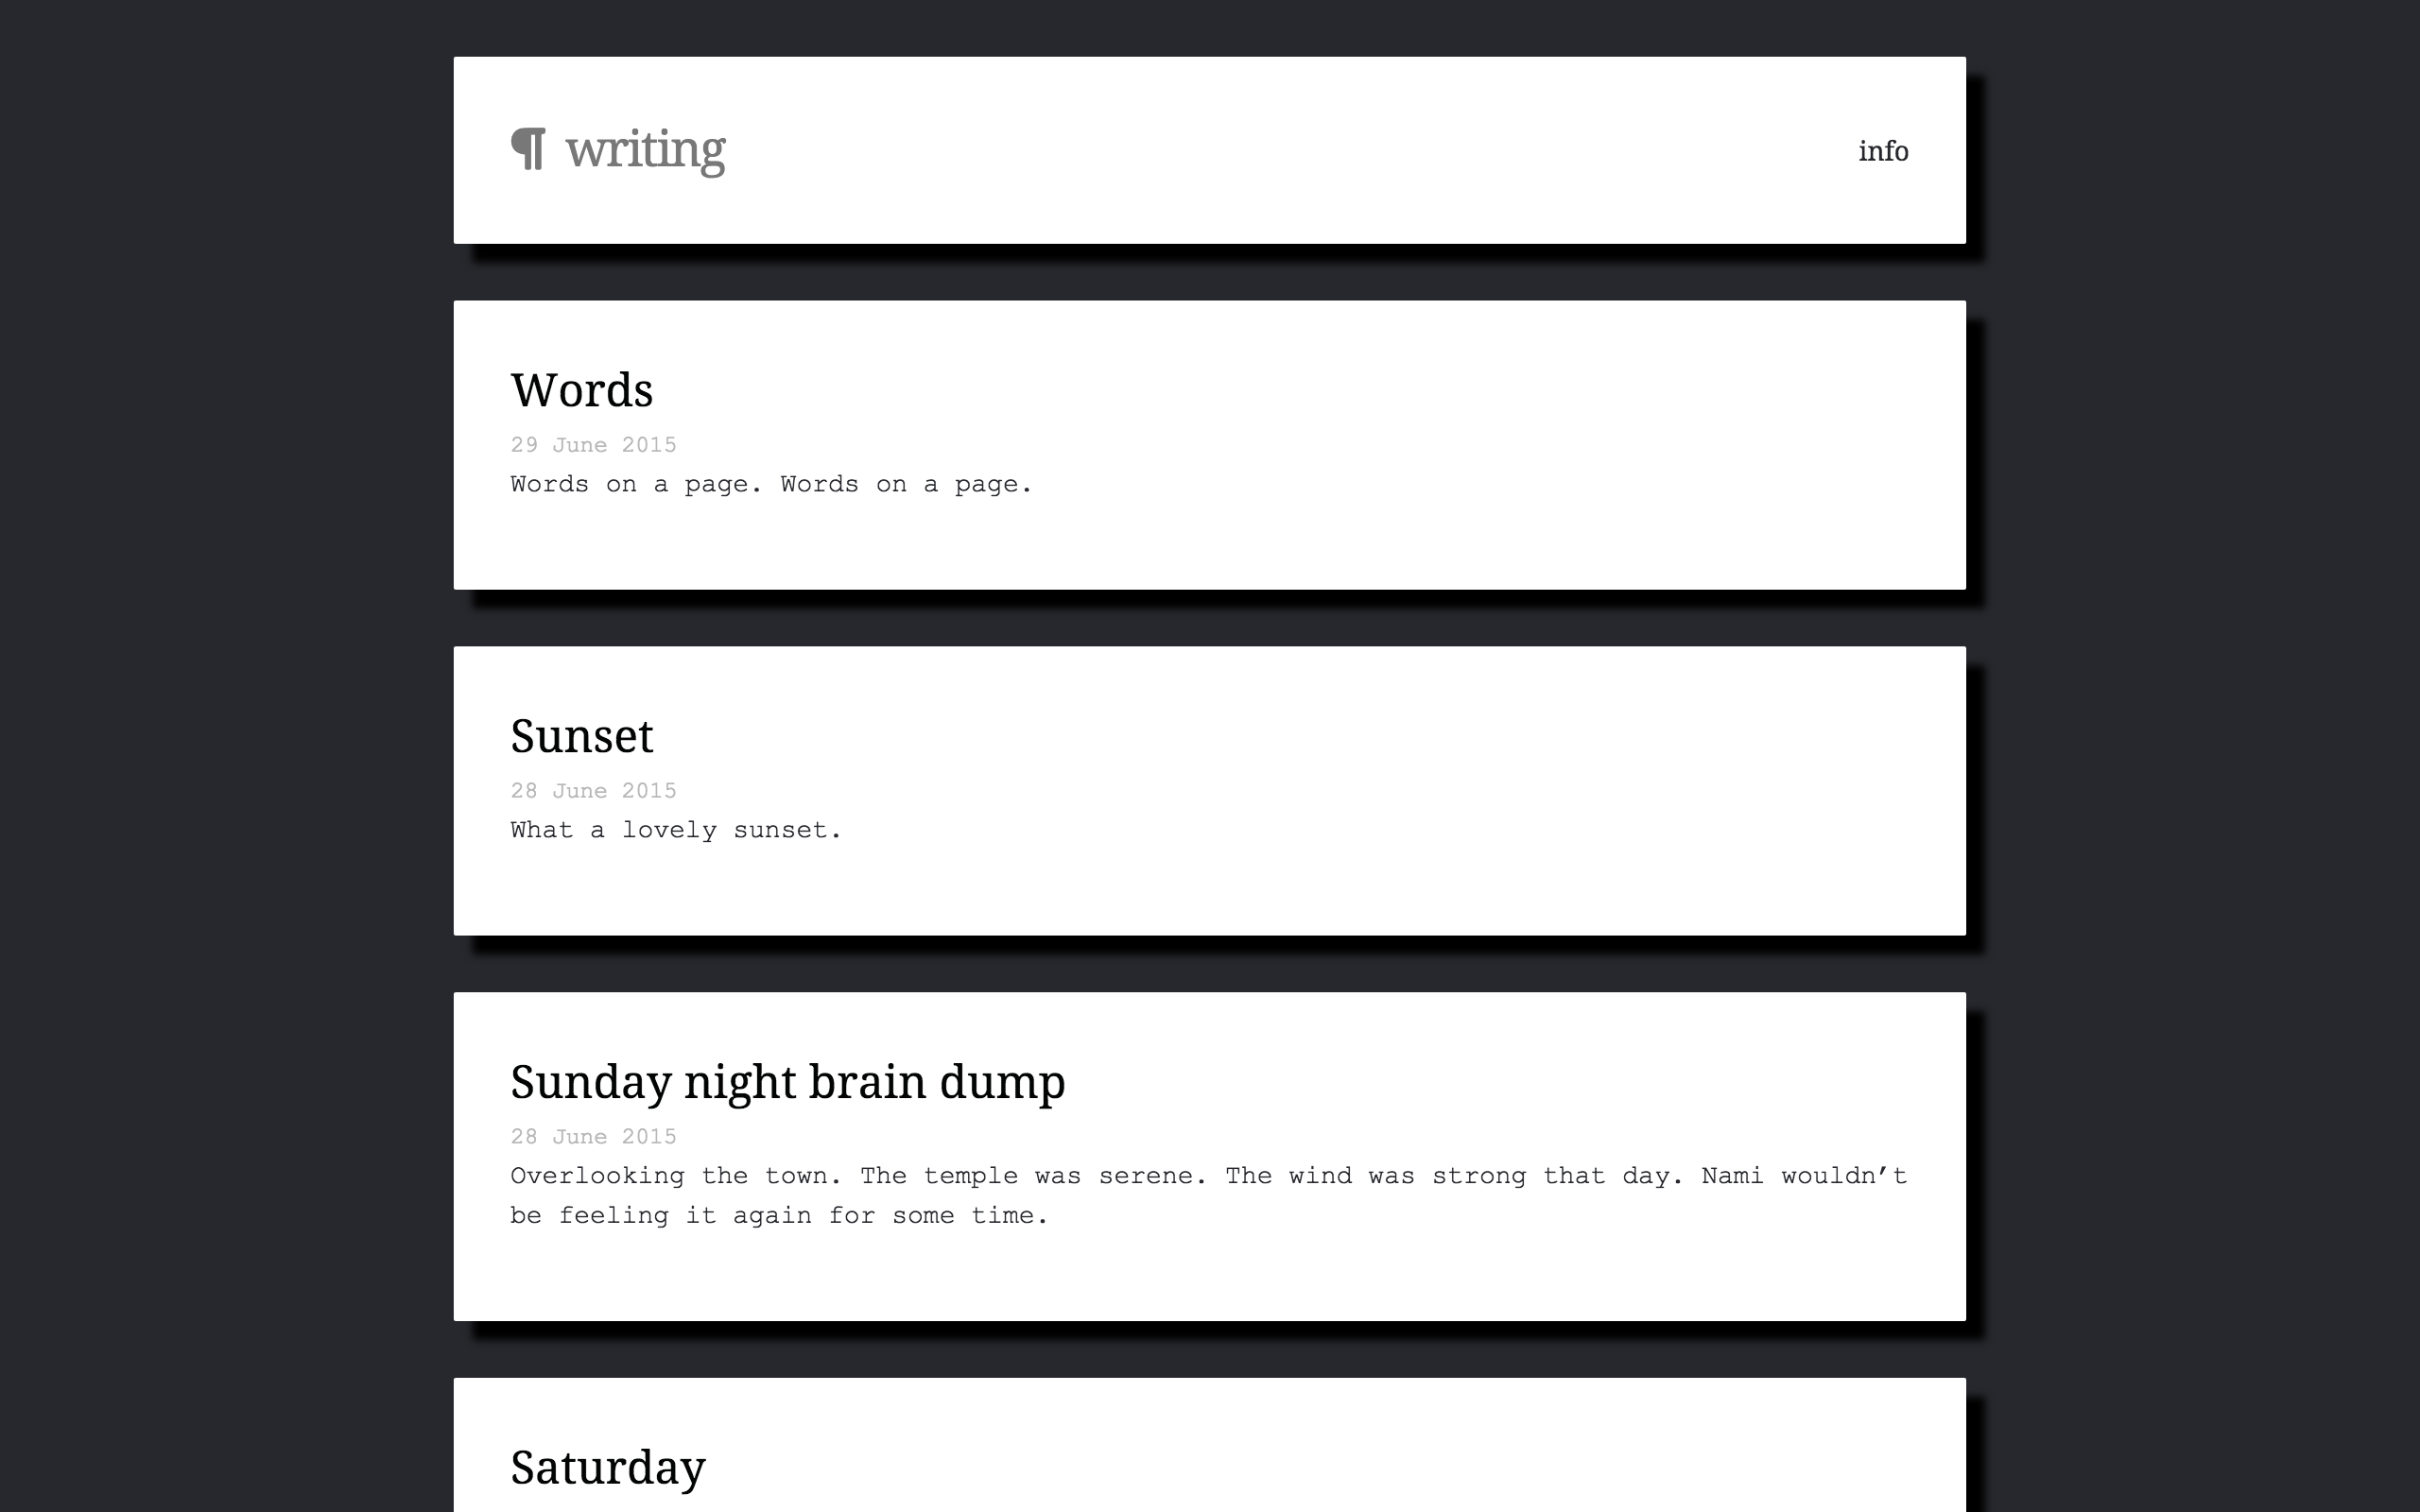 ¶ writing
info
Words
29 June 2015
Words on a page. Words on a page.
Sunset
28 June 2015
What a lovely sunset.
Sunday night brain dump
28 June 2015
Overlooking the town. The temple was serene. The wind was strong that day. Nami wouldn’t
be feeling it again for some time.
Saturday